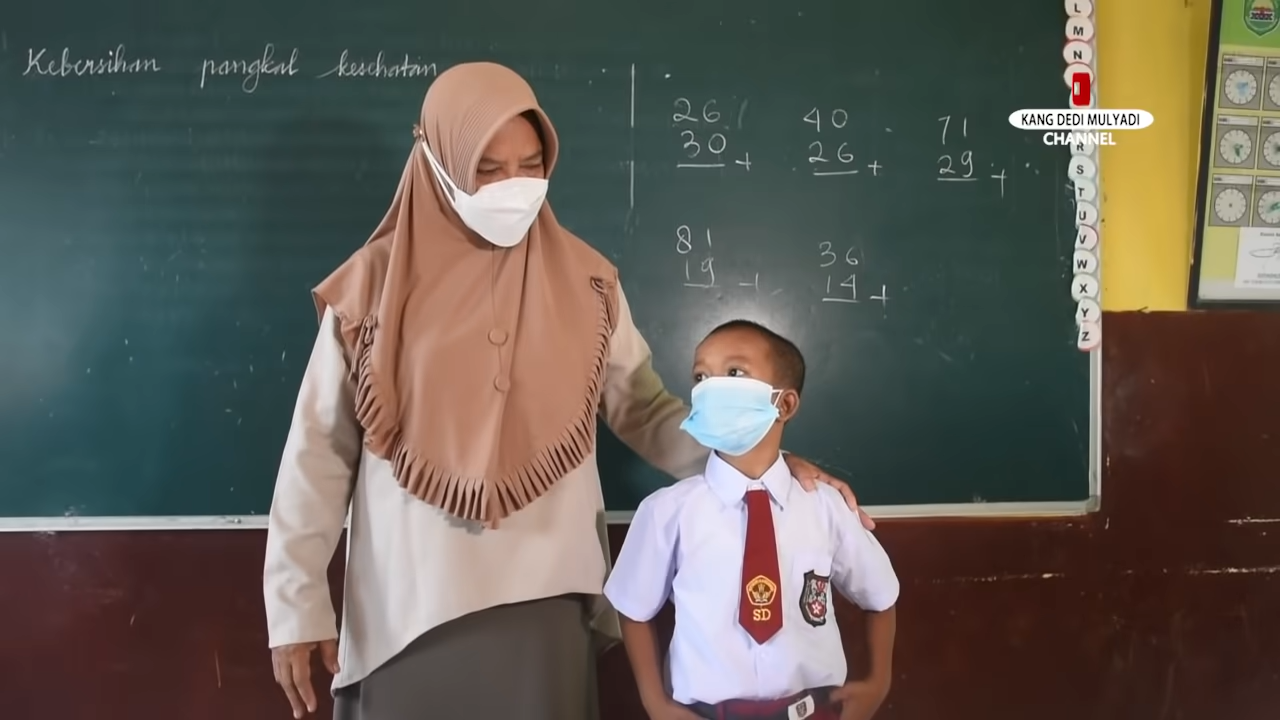 Kebersihan pangkal kesehatan
26
30 +
40
26 +
71
29 +
81
19 +
36
14 +
KANG DEDI MULYADI
CHANNEL
L
M
N
R
S
T
U
V
W
X
Y
Z
SD